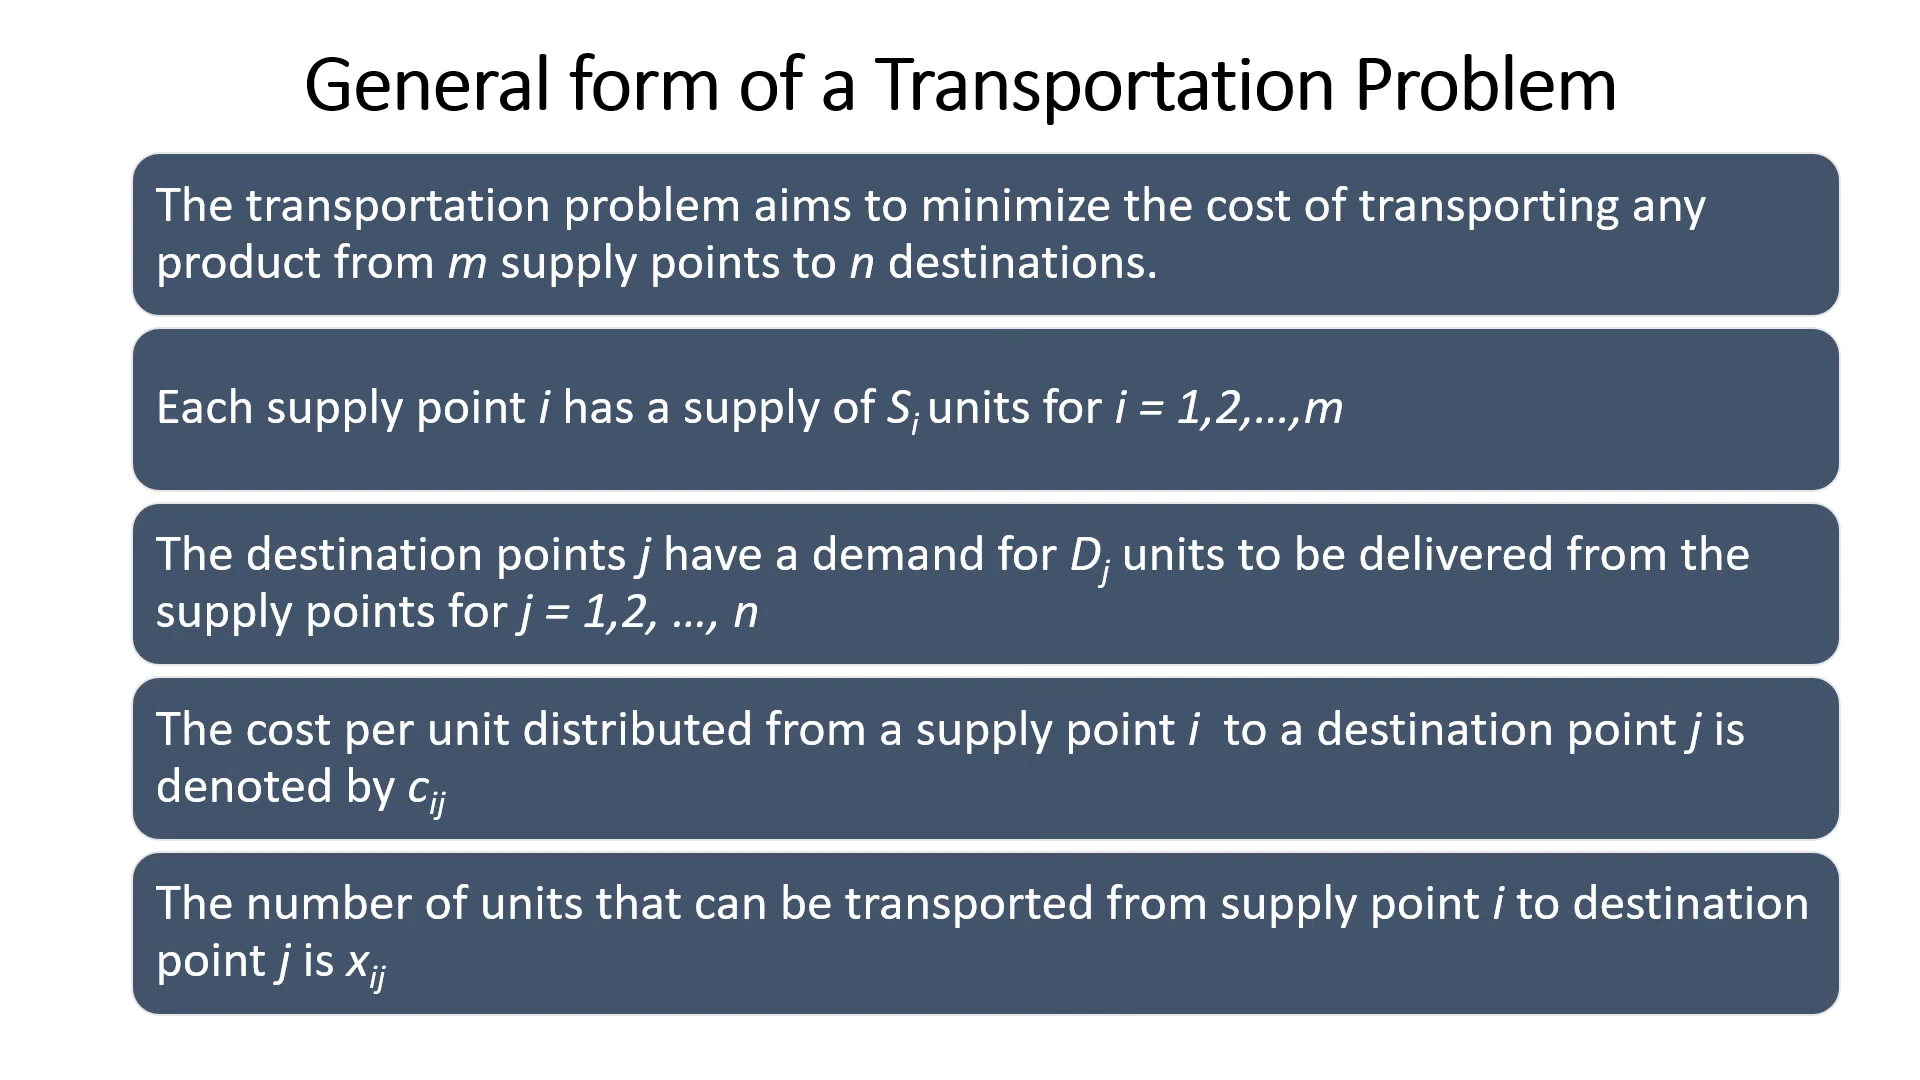 General form of a Transportation Problem
The transportation problem aims to minimize the cost of transporting any
product from m supply points to n destinations.
Each supply point i has a supply of Sᵢ units for i = 1,2,...,m
The destination points j have a demand for Dⱼ units to be delivered from the
supply points for j = 1,2, ..., n
The cost per unit distributed from a supply point i to a destination point j is
denoted by cᵢⱼ
The number of units that can be transported from supply point i to destination
point j is xᵢⱼ